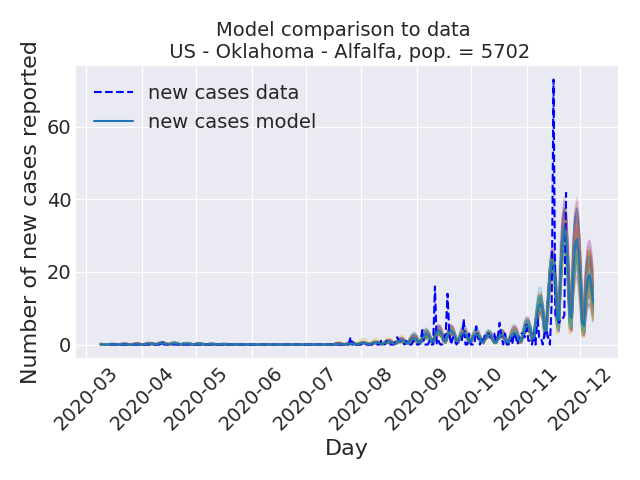 Model comparison to data
US - Oklahoma - Alfalfa, pop. = 5702
new cases data
new cases model
Number of new cases reported
60
40
20
0
2020-03
2020-04
2020-05
2020-06
2020-07
2020-08
2020-09
2020-10
2020-11
2020-12
Day